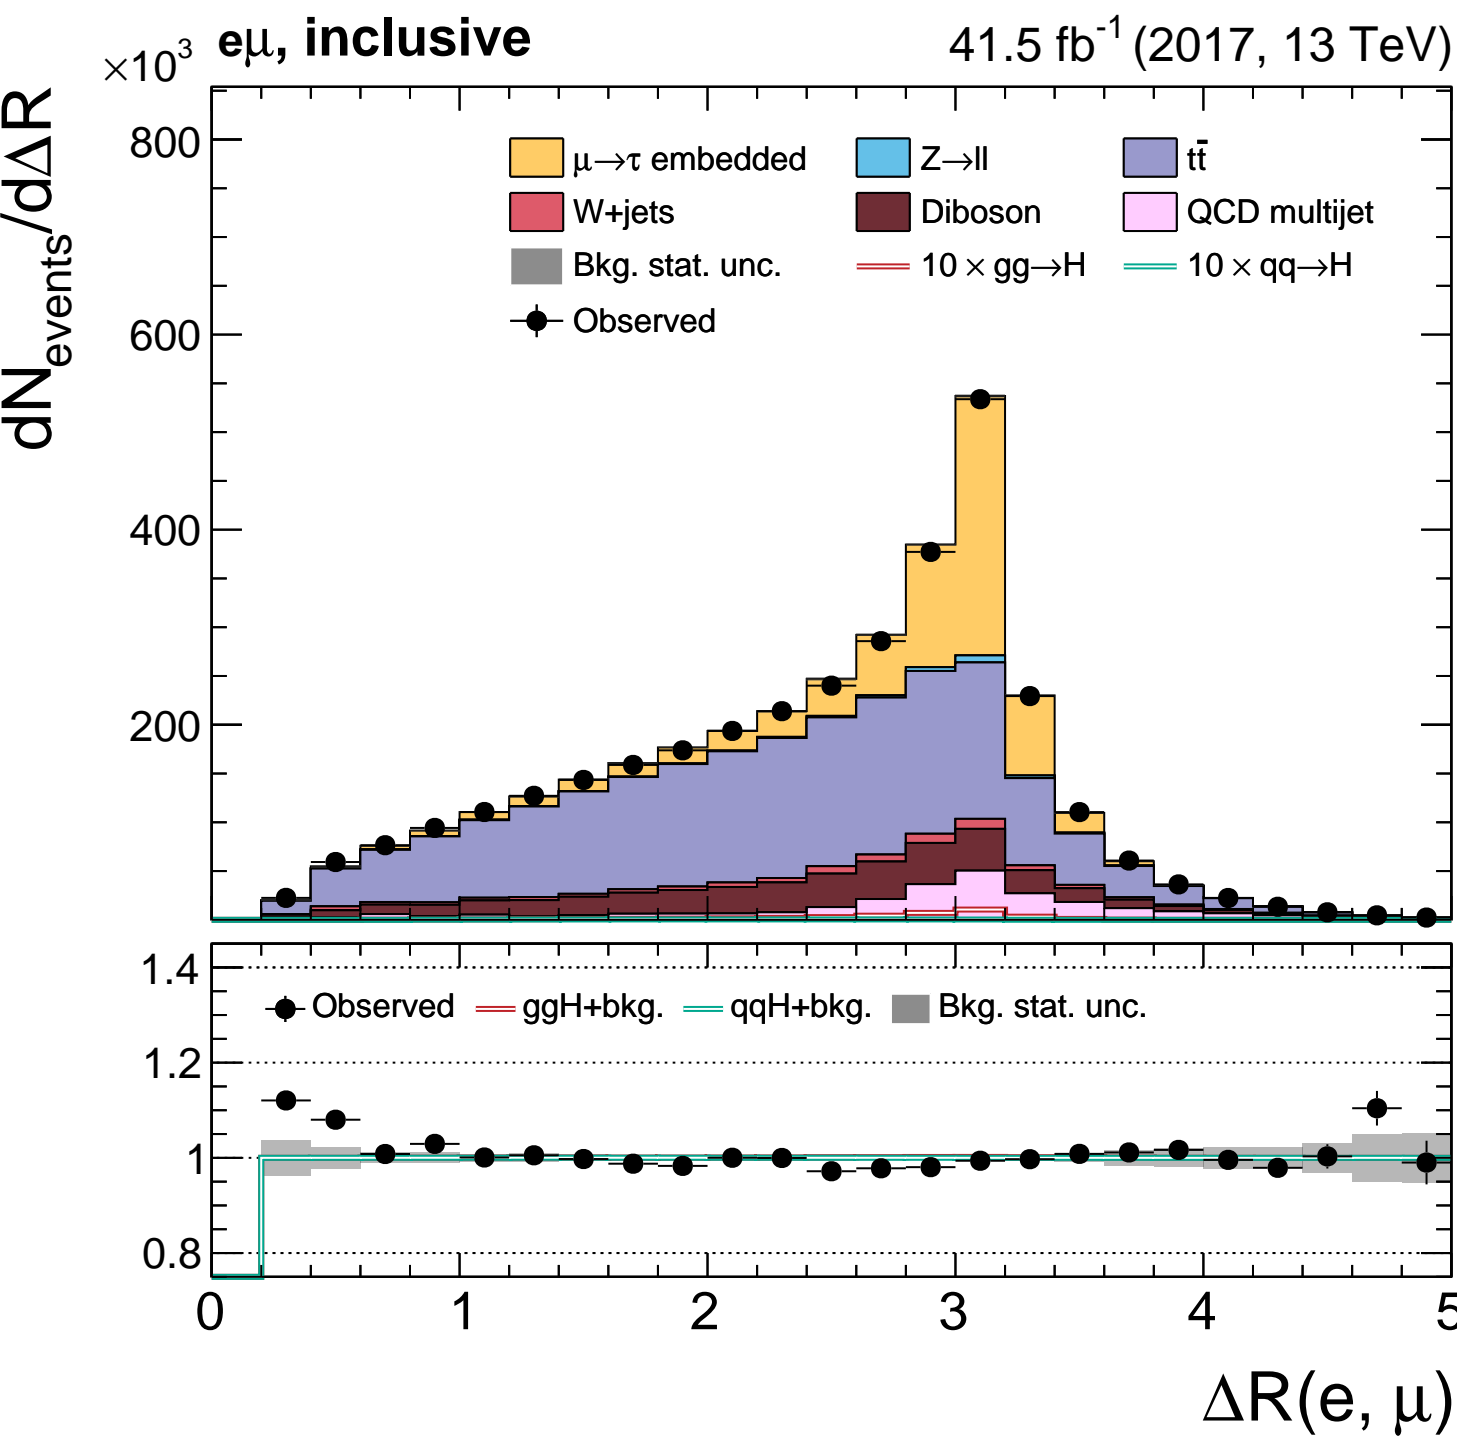 ×10³ eμ, inclusive 41.5 fb⁻¹ (2017, 13 TeV)
dN_events/dΔR
800
600
400
200
μ→τ embedded Z→ll tt̄
W+jets Diboson QCD multijet
Bkg. stat. unc. 10 × gg→H 10 × qq→H
Observed
1.4
1.2
1
0.8
Observed ggH+bkg. qqH+bkg. Bkg. stat. unc.
0 1 2 3 4 5
ΔR(e, μ)